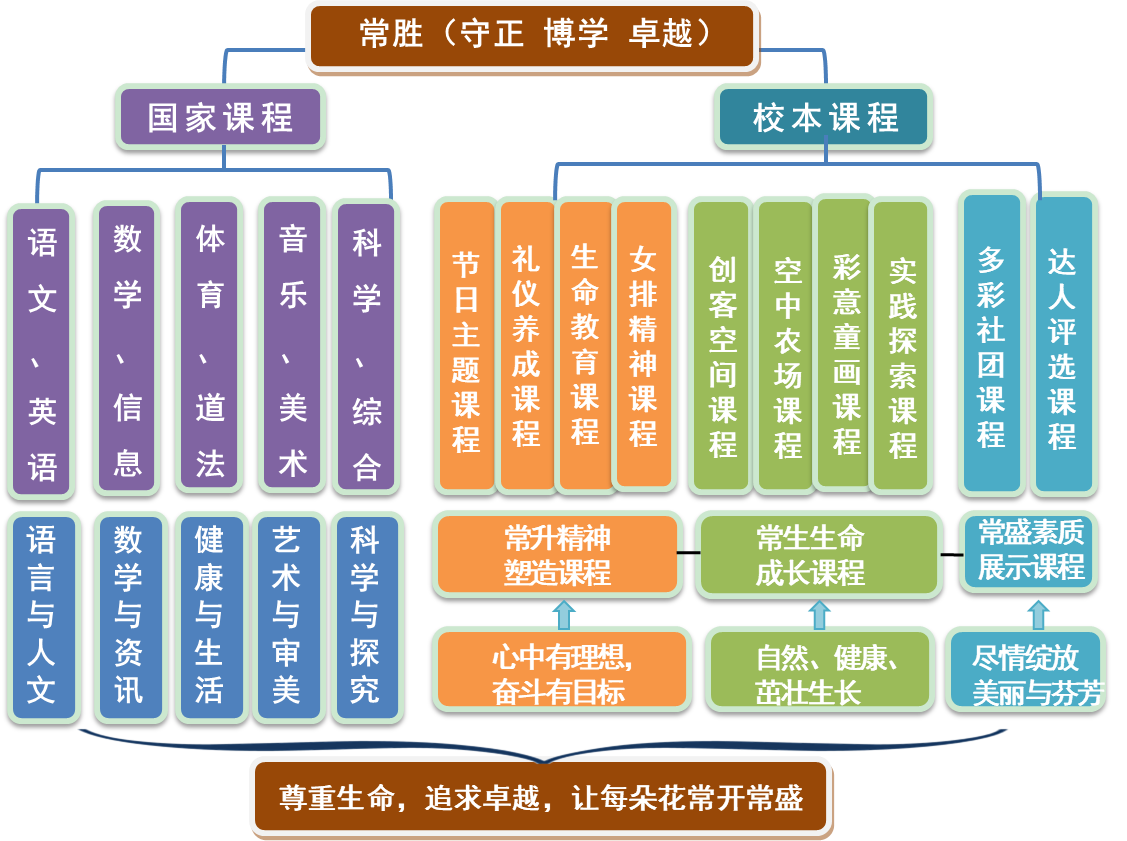 常胜（守正 博学 卓越）
国家课程
校本课程
语文、英语
数学、信息
体育、道法
音乐、美术
科学、综合
节日主题课程
礼仪养成课程
生命教育课程
女排精神课程
创客空间课程
空中农场课程
彩意童画课程
实践探索课程
多彩社团课程
达人评选课程
语言与人文
数学与资讯
健康与生活
艺术与审美
科学与探究
常升精神
塑造课程
常生生命
成长课程
常盛素质
展示课程
心中有理想，
奋斗有目标
自然、健康、
茁壮生长
尽情绽放
美丽与芬芳
尊重生命，追求卓越，让每朵花常开常盛